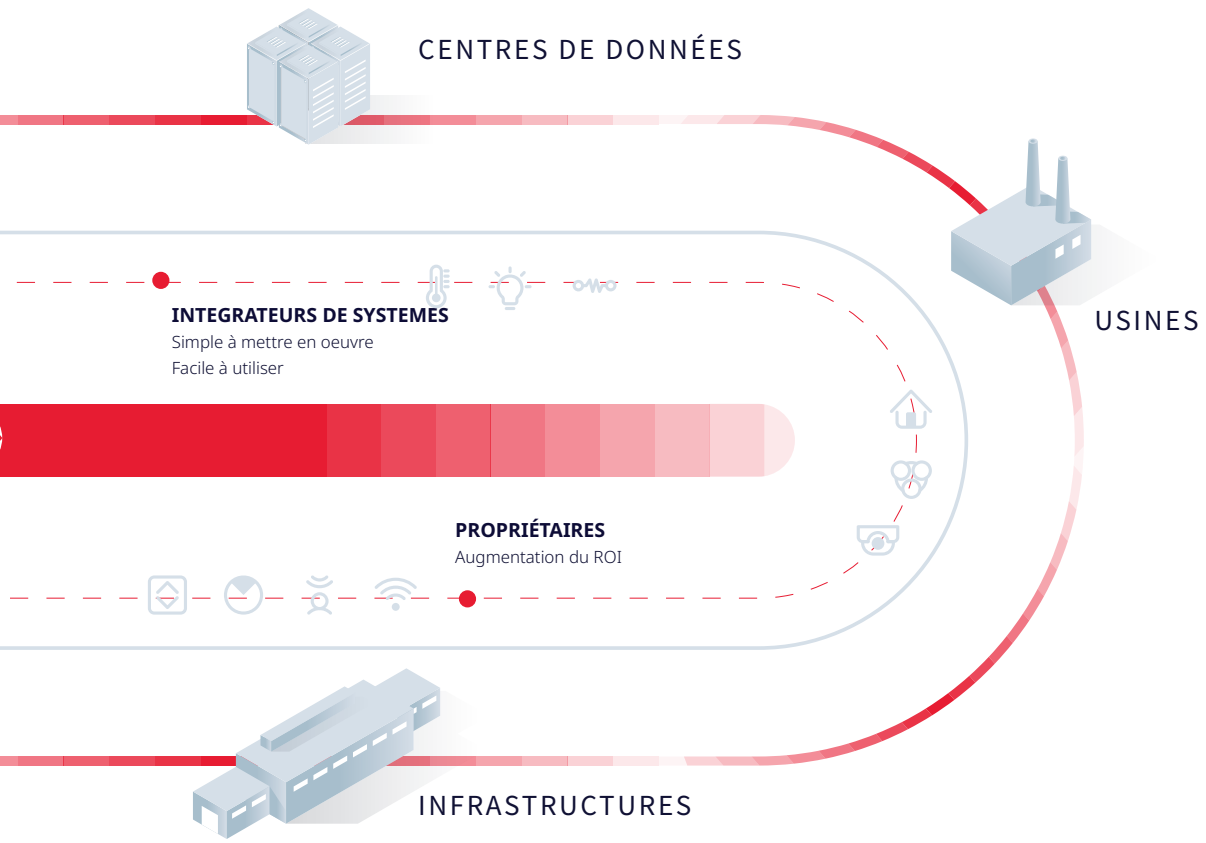 CENTRES DE DONNÉES
USINES
INTEGRATEURS DE SYSTEMES
Simple à mettre en oeuvre
Facile à utiliser
PROPRIÉTAIRES
Augmentation du ROI
INFRASTRUCTURES